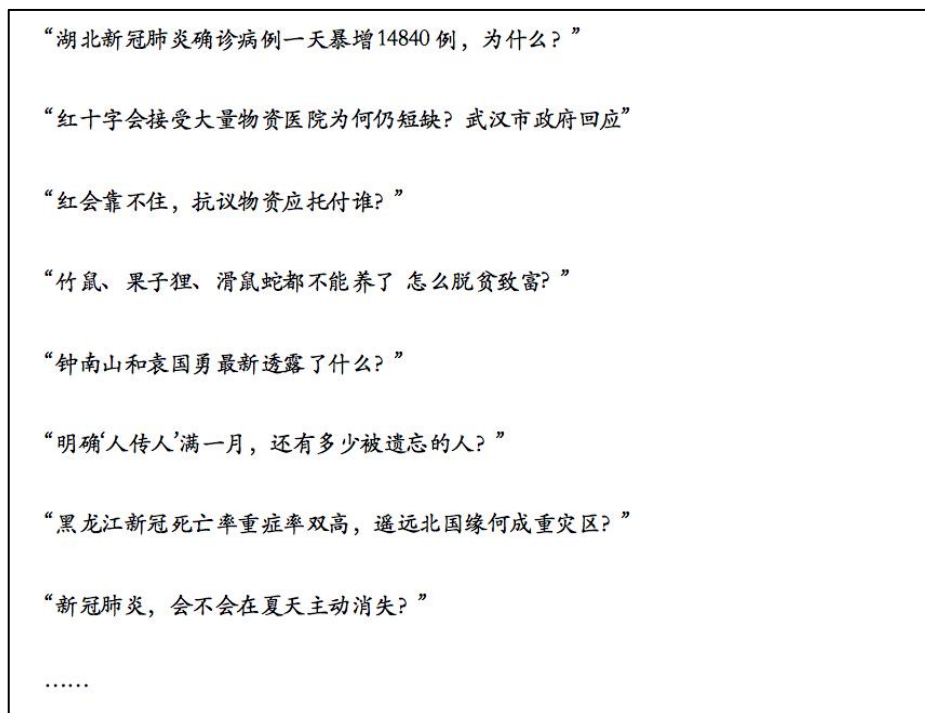 “湖北新冠肺炎确诊病例一天暴增14840 例，为什么？”
“红十字会接受大量物资医院为何仍短缺？武汉市政府回应”
“红会靠不住，抗议物资应托付谁？”
“竹鼠、果子狸、滑鼠蛇都不能养了 怎么脱贫致富？”
“钟南山和袁国勇最新透露了什么？”
“明确‘人传人’满一月，还有多少被遗忘的人？”
“黑龙江新冠死亡率重症率双高，遥远北国缘何成重灾区？”
“新冠肺炎，会不会在夏天主动消失？”
……